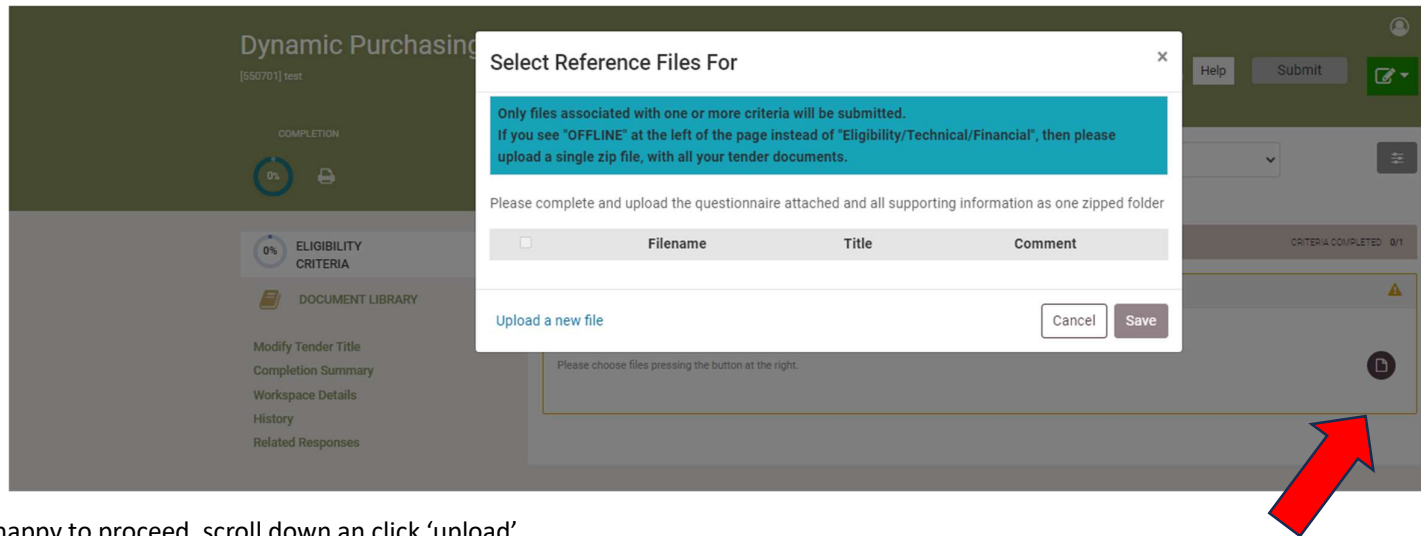 Dynamic Purchasing
[550701] test
Help
Submit
COMPLETION
0%
Select Reference Files For
×
Only files associated with one or more criteria will be submitted.
If you see "OFFLINE" at the left of the page instead of "Eligibility/Technical/Financial", then please
upload a single zip file, with all your tender documents.
Please complete and upload the questionnaire attached and all supporting information as one zipped folder
Filename Title Comment
Upload a new file
Cancel Save
0% ELIGIBILITY
CRITERIA
CRITERIA COMPLETED 0/1
DOCUMENT LIBRARY
Modify Tender Title
Completion Summary
Workspace Details
History
Related Responses
Please choose files pressing the button at the right.
happy to proceed, scroll down an click ‘upload’